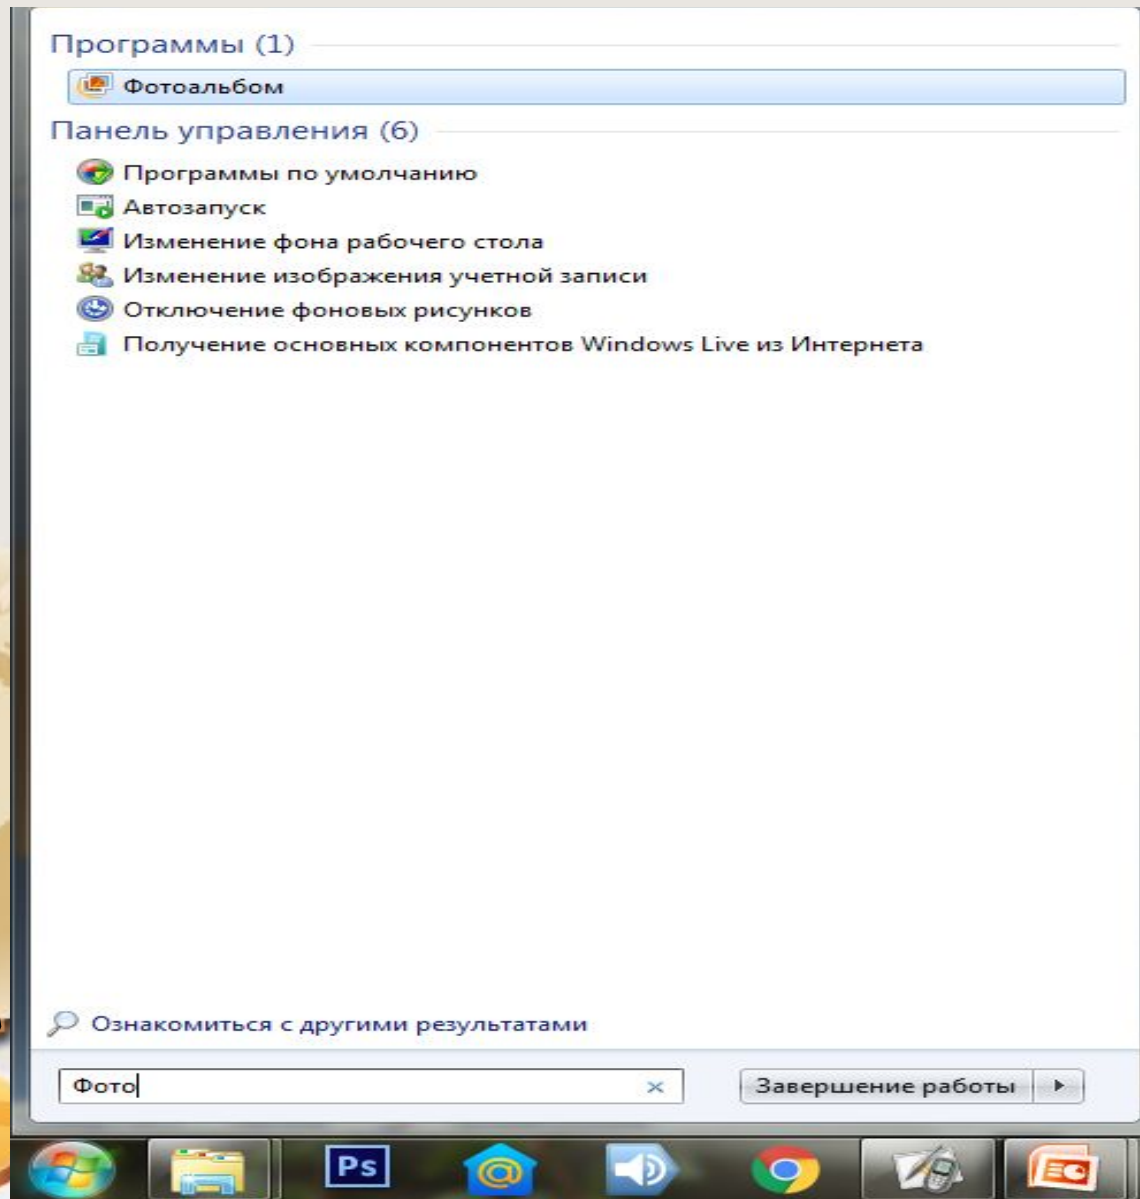 Программы (1)
Фотоальбом
Панель управления (6)
Программы по умолчанию
Автозапуск
Изменение фона рабочего стола
Изменение изображения учетной записи
Отключение фоновых рисунков
Получение основных компонентов Windows Live из Интернета
Ознакомиться с другими результатами
Фото
Завершение работы
Ps